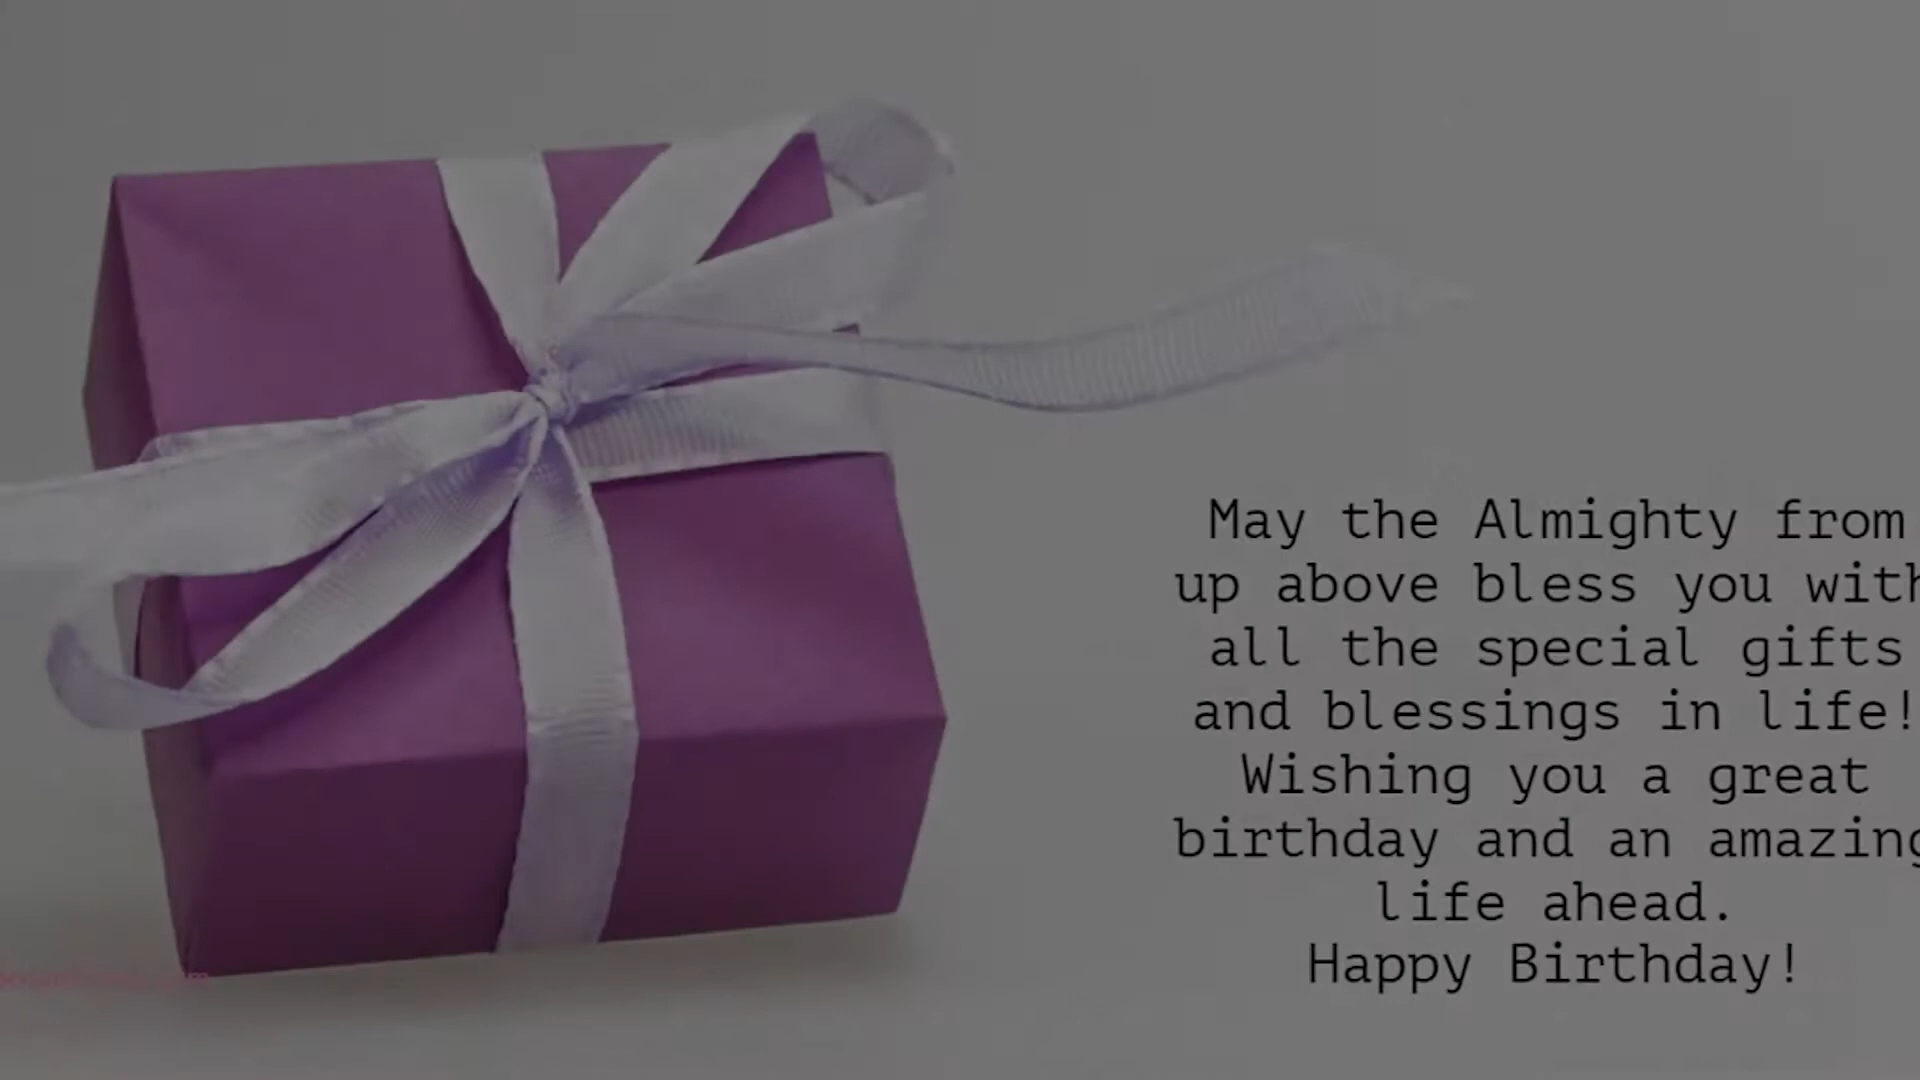 May the Almighty from
up above bless you with
all the special gifts
and blessings in life!
Wishing you a great
birthday and an amazing
life ahead.
Happy Birthday!